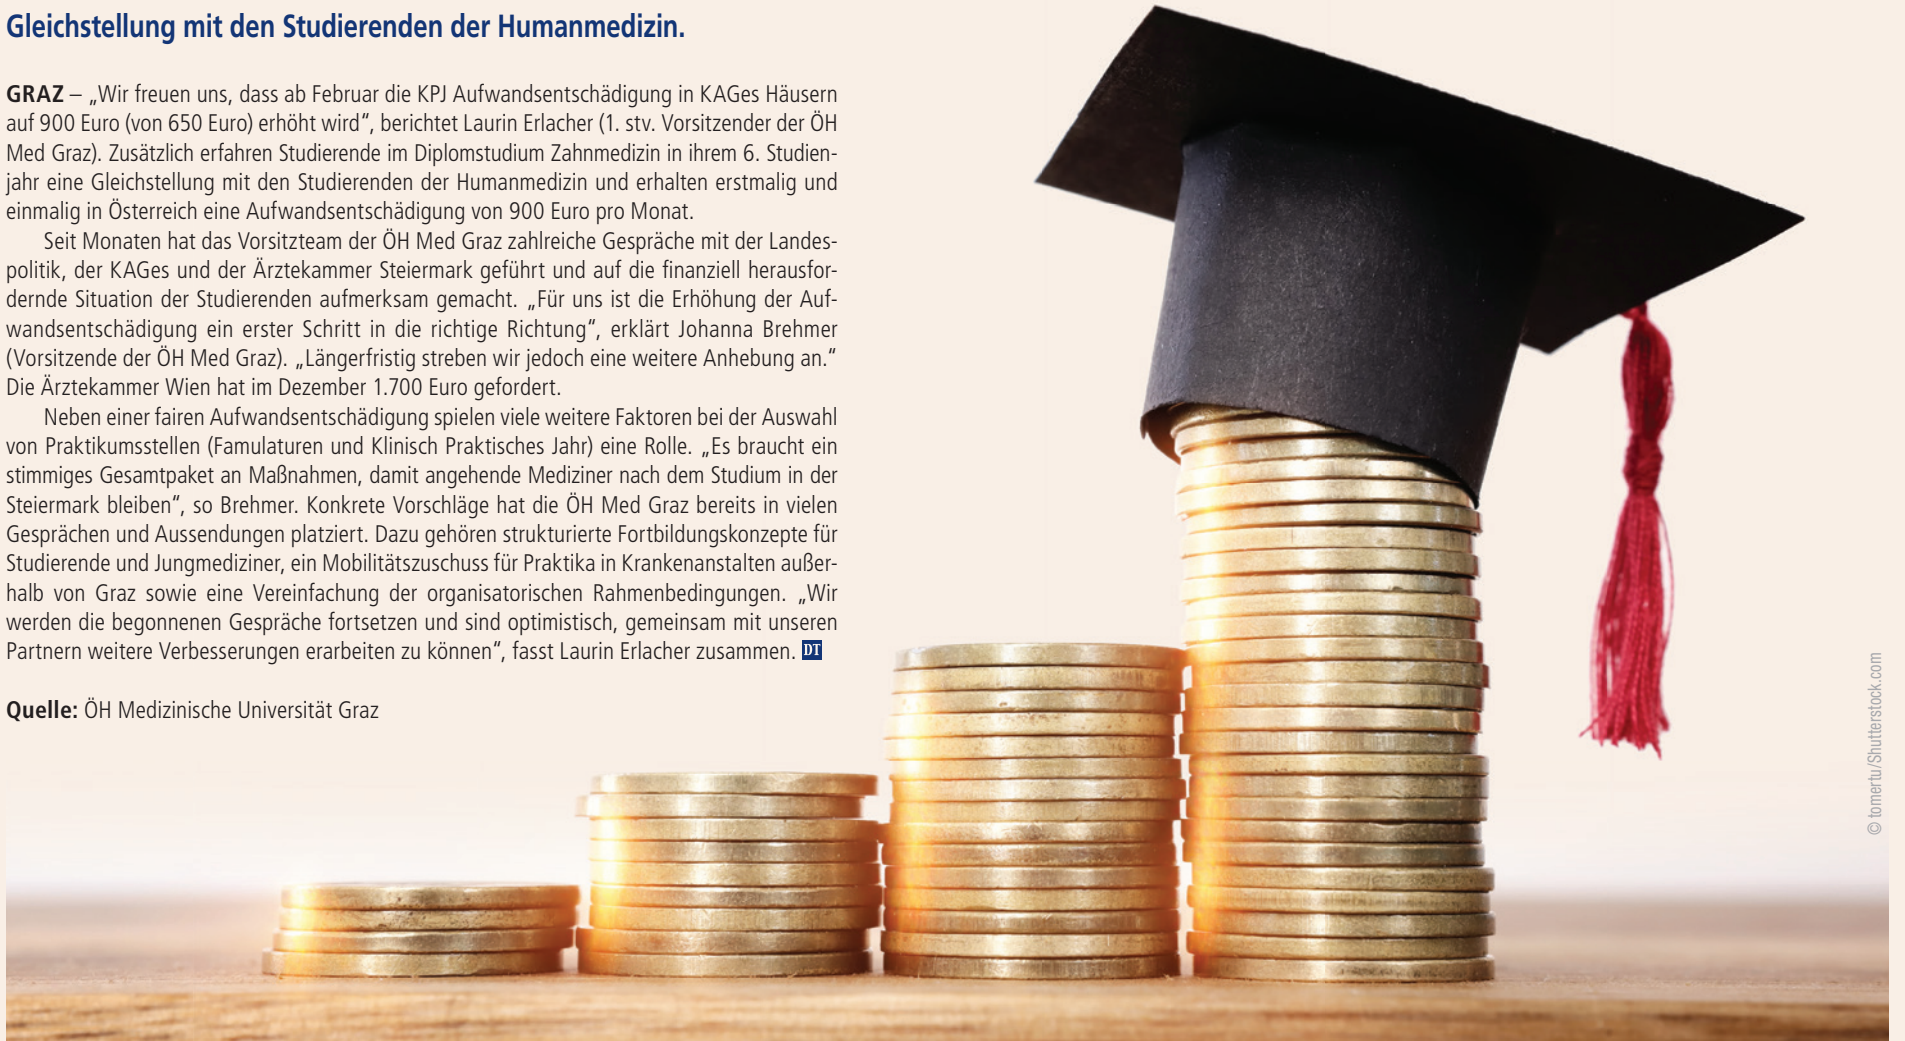 Gleichstellung mit den Studierenden der Humanmedizin.
GRAZ – „Wir freuen uns, dass ab Februar die KPJ Aufwandsentschädigung in KAGes Häusern
auf 900 Euro (von 650 Euro) erhöht wird“, berichtet Laurin Erlacher (1. stv. Vorsitzender der ÖH
Med Graz). Zusätzlich erfahren Studierende im Diplomstudium Zahnmedizin in ihrem 6. Studien-
jahr eine Gleichstellung mit den Studierenden der Humanmedizin und erhalten erstmalig und
einmalig in Österreich eine Aufwandsentschädigung von 900 Euro pro Monat.
Seit Monaten hat das Vorsitzteam der ÖH Med Graz zahlreiche Gespräche mit der Landes-
politik, der KAGes und der Ärztekammer Steiermark geführt und auf die finanziell herausfor-
dernde Situation der Studierenden aufmerksam gemacht. „Für uns ist die Erhöhung der Auf-
wandsentschädigung ein erster Schritt in die richtige Richtung“, erklärt Johanna Brehmer
(Vorsitzende der ÖH Med Graz). „Längerfristig streben wir jedoch eine weitere Anhebung an.“
Die Ärztekammer Wien hat im Dezember 1.700 Euro gefordert.
Neben einer fairen Aufwandsentschädigung spielen viele weitere Faktoren bei der Auswahl
von Praktikumsstellen (Famulaturen und Klinisch Praktisches Jahr) eine Rolle. „Es braucht ein
stimmiges Gesamtpaket an Maßnahmen, damit angehende Mediziner nach dem Studium in der
Steiermark bleiben“, so Brehmer. Konkrete Vorschläge hat die ÖH Med Graz bereits in vielen
Gesprächen und Aussendungen platziert. Dazu gehören strukturierte Fortbildungskonzepte für
Studierende und Jungmediziner, ein Mobilitätszuschuss für Praktika in Krankenanstalten außer-
halb von Graz sowie eine Vereinfachung der organisatorischen Rahmenbedingungen. „Wir
werden die begonnenen Gespräche fortsetzen und sind optimistisch, gemeinsam mit unseren
Partnern weitere Verbesserungen erarbeiten zu können“, fasst Laurin Erlacher zusammen. DT
Quelle: ÖH Medizinische Universität Graz
© tomertu/Shutterstock.com